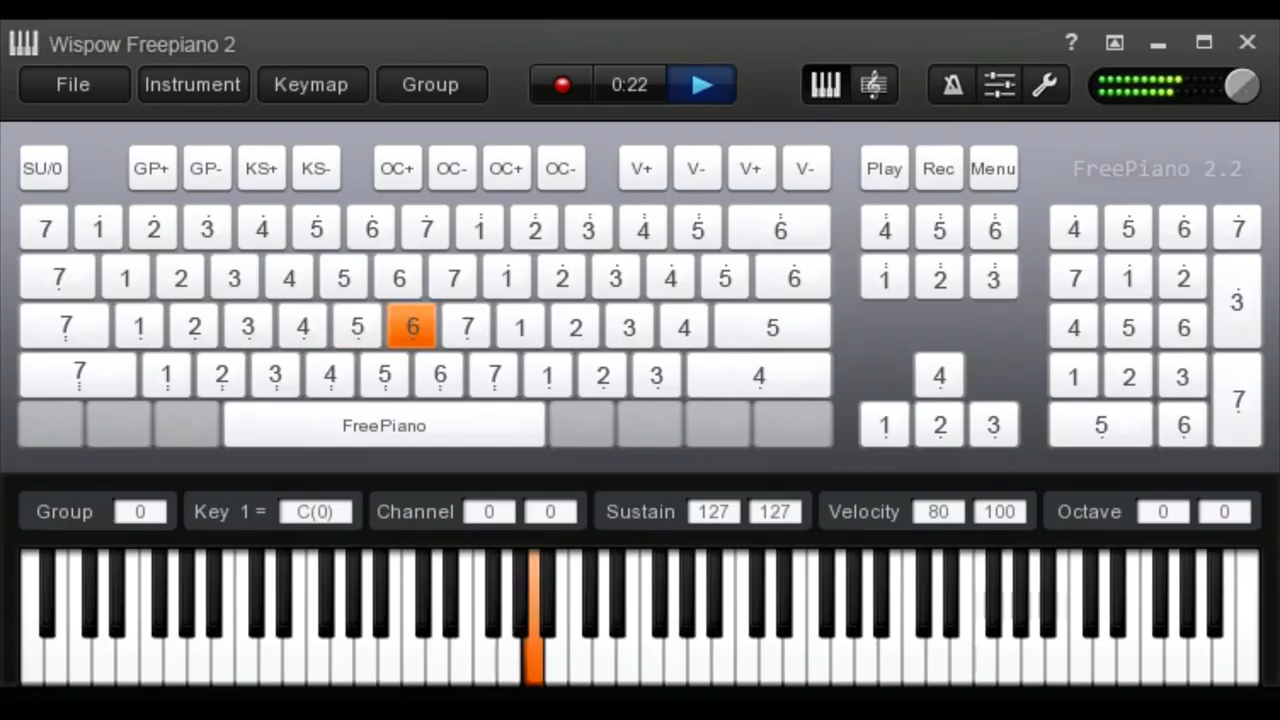 Wispow Freepiano 2 ?
File Instrument Keymap Group 0:22
SU/0 GP+ GP- KS+ KS- OC+ OC- OC+ OC- V+ V- V+ V- Play Rec Menu FreePiano 2.2
7 1 2 3 4 5 6 7 1 2 3 4 5 6 4 5 6 4 5 6 7
7 1 2 3 4 5 6 7 1 2 3 4 5 6 1 2 3 7 1 2 3
7 1 2 3 4 5 6 7 1 2 3 4 5 4 5 6
7 1 2 3 4 5 6 7 1 2 3 4 4 1 2 3 7
FreePiano 1 2 3 5 6
Group 0 Key 1 = C(0) Channel 0 0 Sustain 127 127 Velocity 80 100 Octave 0 0